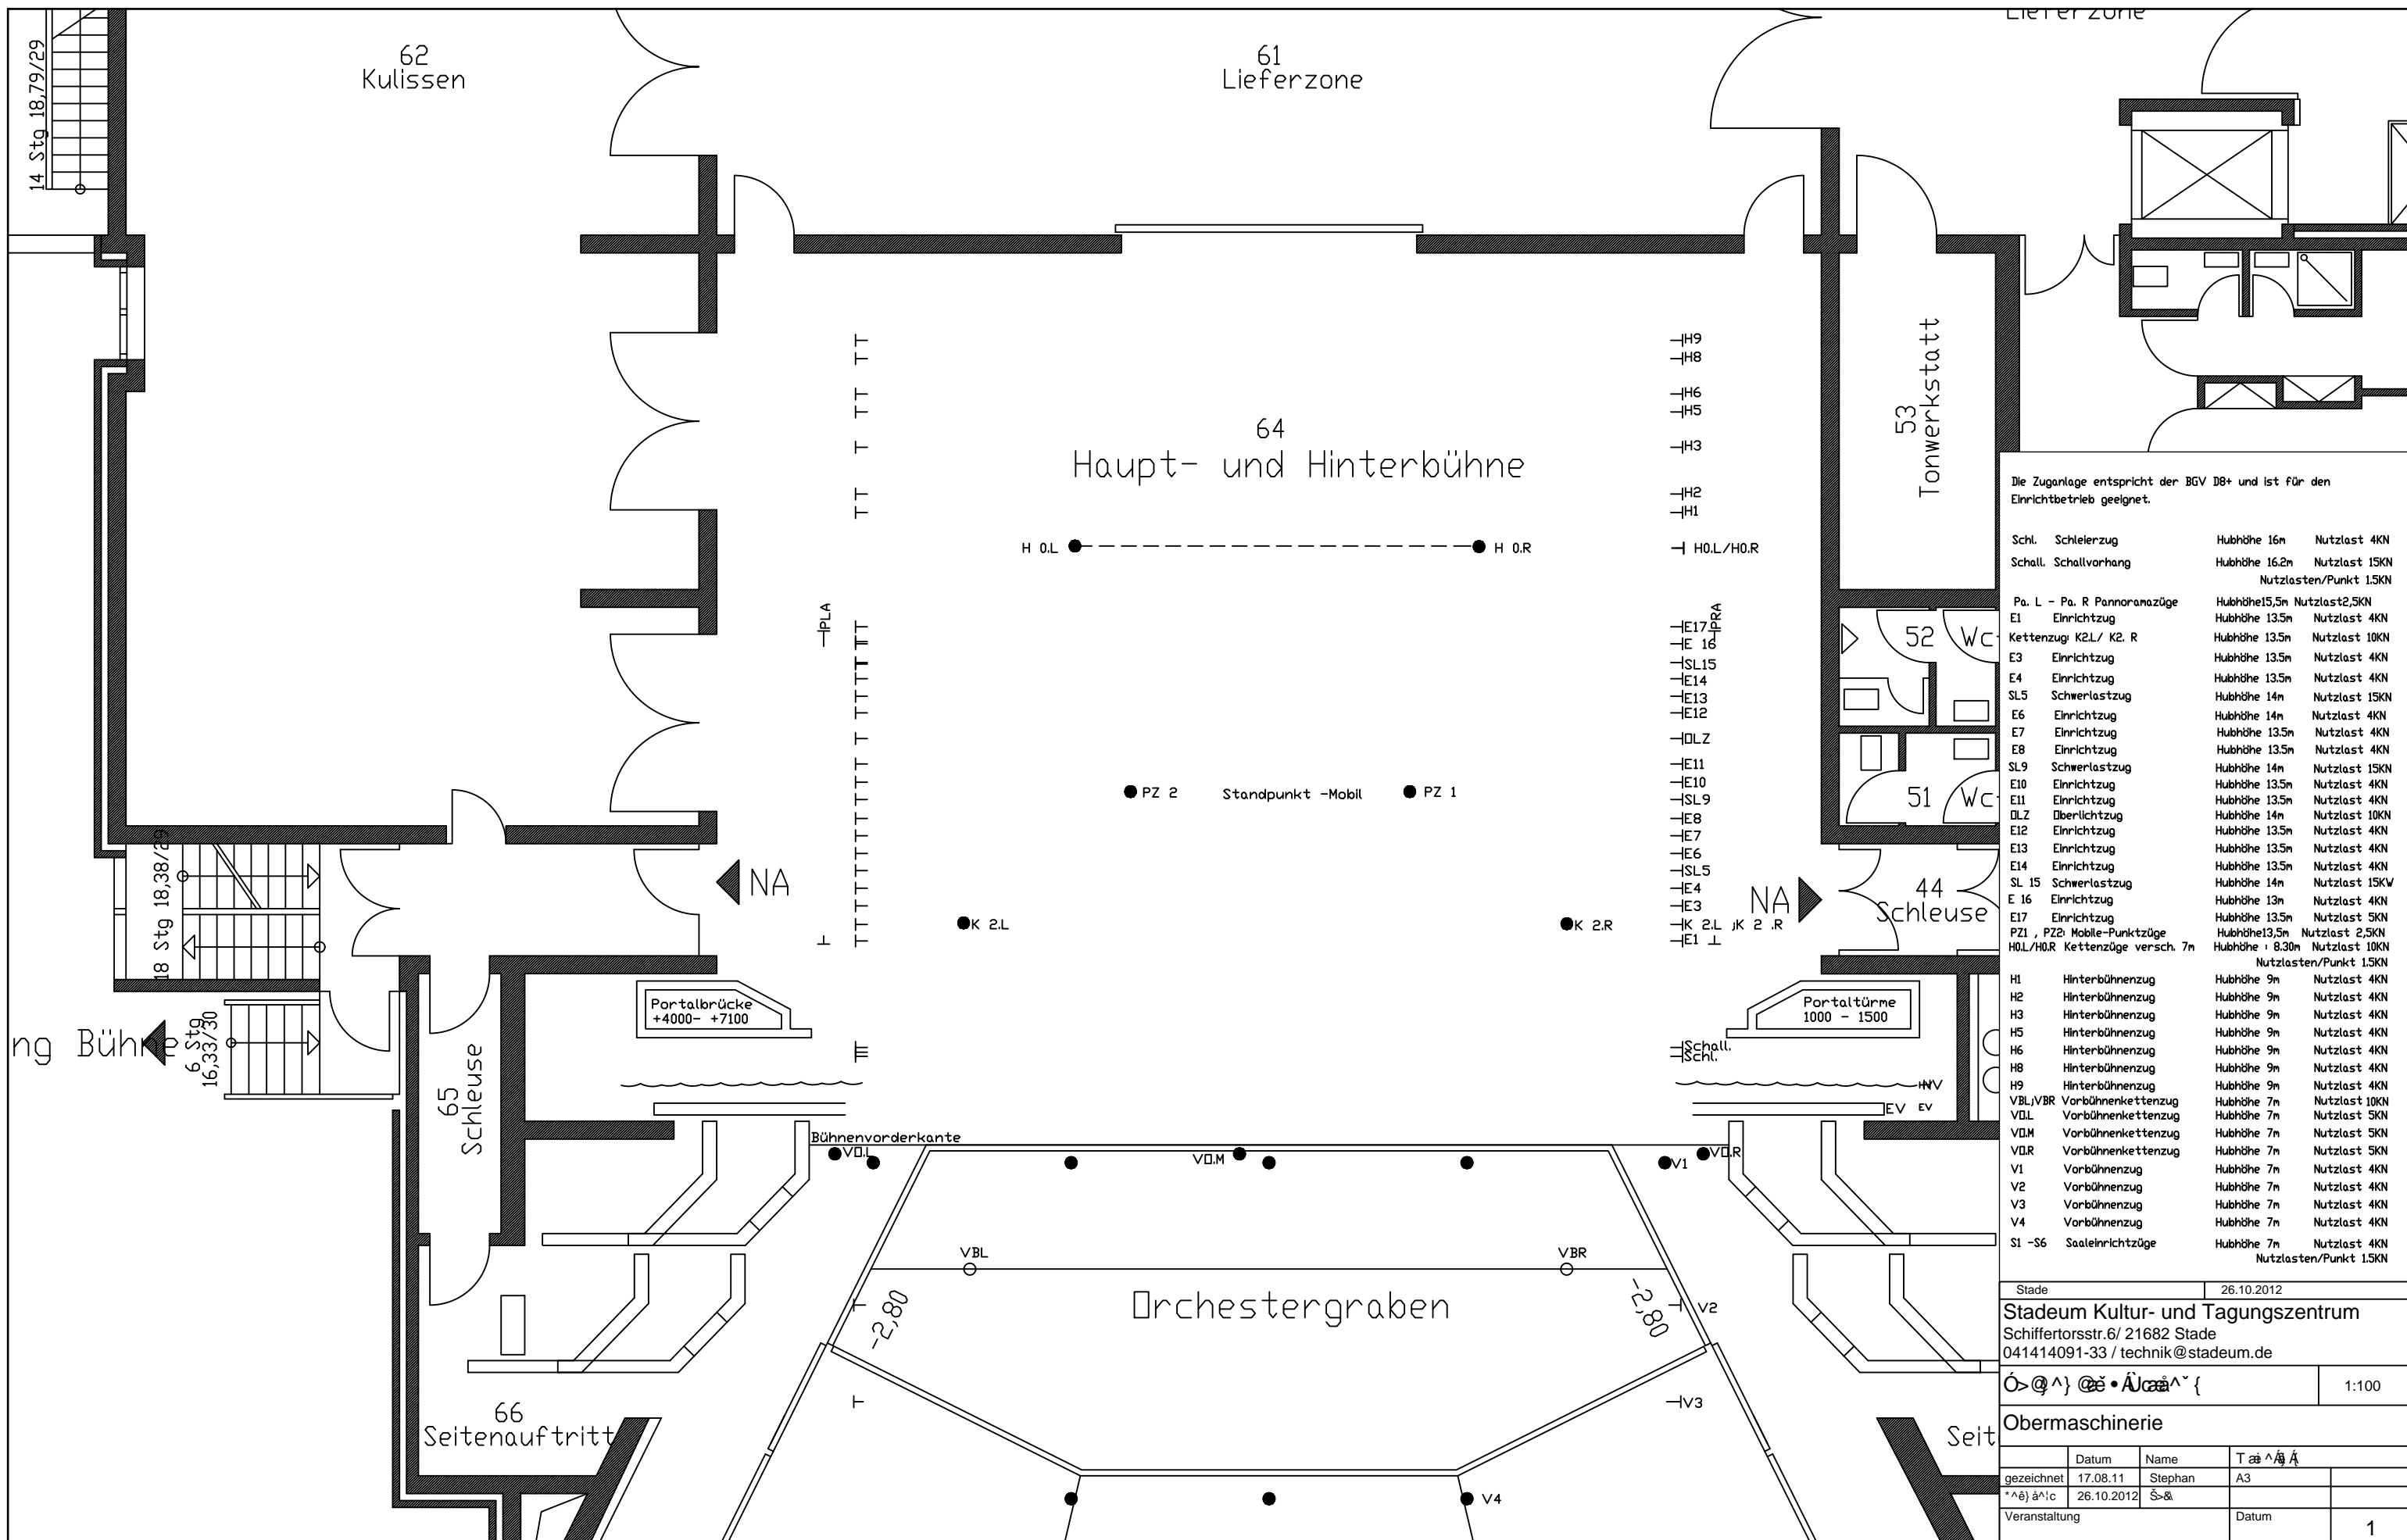 Lieferzone
62
Kulissen
61
Lieferzone
14 Stg 18,79/29
53
Tonwerkstatt
H9
H8
H6
H5
H3
H2
H1
64
Haupt- und Hinterbühne
H 0.L
H 0.R
H0.L/H0.R
PLA
PRA
E17
E 16
SL15
E14
E13
E12
OLZ
E11
E10
SL9
E8
E7
E6
SL5
E4
E3
K 2.L ;K 2 .R
E1
52
Wc
51
Wc
PZ 2
Standpunkt -Mobil
PZ 1
NA
NA
44
Schleuse
K 2.L
K 2.R
18 Stg 18,38/29
6 Stg
16,33/30
ng Bühne
65
Schleuse
Portalbrücke
+4000- +7100
Portaltürme
1000 - 1500
Schall.
Schl.
EV
EV
Bühnenvorderkante
VO.L
VO.M
V1
VO.R
VBL
VBR
-2,80
-2,80
Orchestergraben
V2
V3
V4
66
Seitenauftritt
Seit
Die Zuganlage entspricht der BGV D8+ und ist für den
Einrichtbetrieb geeignet.
Schl. Schleierzug Hubhöhe 16m Nutzlast 4KN
Schall. Schallvorhang Hubhöhe 16.2m Nutzlast 15KN
Nutzlasten/Punkt 1.5KN
Pa. L - Pa. R Pannoramazüge Hubhöhe15,5m Nutzlast2,5KN
E1 Einrichtzug Hubhöhe 13.5m Nutzlast 4KN
Kettenzug: K2.L/ K2. R Hubhöhe 13.5m Nutzlast 10KN
E3 Einrichtzug Hubhöhe 13.5m Nutzlast 4KN
E4 Einrichtzug Hubhöhe 13.5m Nutzlast 4KN
SL5 Schwerlastzug Hubhöhe 14m Nutzlast 15KN
E6 Einrichtzug Hubhöhe 14m Nutzlast 4KN
E7 Einrichtzug Hubhöhe 13.5m Nutzlast 4KN
E8 Einrichtzug Hubhöhe 13.5m Nutzlast 4KN
SL9 Schwerlastzug Hubhöhe 14m Nutzlast 15KN
E10 Einrichtzug Hubhöhe 13.5m Nutzlast 4KN
E11 Einrichtzug Hubhöhe 13.5m Nutzlast 4KN
OLZ Oberlichtzug Hubhöhe 14m Nutzlast 10KN
E12 Einrichtzug Hubhöhe 13.5m Nutzlast 4KN
E13 Einrichtzug Hubhöhe 13.5m Nutzlast 4KN
E14 Einrichtzug Hubhöhe 13.5m Nutzlast 4KN
SL 15 Schwerlastzug Hubhöhe 14m Nutzlast 15KW
E 16 Einrichtzug Hubhöhe 13m Nutzlast 4KN
E17 Einrichtzug Hubhöhe 13.5m Nutzlast 5KN
PZ1 , PZ2: Mobile-Punktzüge Hubhöhe13,5m Nutzlast 2,5KN
H0.L/H0.R Kettenzüge versch. 7m Hubhöhe : 8.30m Nutzlast 10KN
Nutzlasten/Punkt 1.5KN
H1 Hinterbühnenzug Hubhöhe 9m Nutzlast 4KN
H2 Hinterbühnenzug Hubhöhe 9m Nutzlast 4KN
H3 Hinterbühnenzug Hubhöhe 9m Nutzlast 4KN
H5 Hinterbühnenzug Hubhöhe 9m Nutzlast 4KN
H6 Hinterbühnenzug Hubhöhe 9m Nutzlast 4KN
H8 Hinterbühnenzug Hubhöhe 9m Nutzlast 4KN
H9 Hinterbühnenzug Hubhöhe 9m Nutzlast 4KN
VBL;VBR Vorbühnenkettenzug Hubhöhe 7m Nutzlast 10KN
VO.L Vorbühnenkettenzug Hubhöhe 7m Nutzlast 5KN
VO.M Vorbühnenkettenzug Hubhöhe 7m Nutzlast 5KN
VO.R Vorbühnenkettenzug Hubhöhe 7m Nutzlast 5KN
V1 Vorbühnenzug Hubhöhe 7m Nutzlast 4KN
V2 Vorbühnenzug Hubhöhe 7m Nutzlast 4KN
V3 Vorbühnenzug Hubhöhe 7m Nutzlast 4KN
V4 Vorbühnenzug Hubhöhe 7m Nutzlast 4KN
S1 -S6 Saaleinrichtzüge Hubhöhe 7m Nutzlast 4KN
Nutzlasten/Punkt 1.5KN
Stade 26.10.2012
Stadeum Kultur- und Tagungszentrum
Schiffertorsstr.6/ 21682 Stade
041414091-33 / technik@stadeum.de
1:100
Obermaschinerie
Datum Name
gezeichnet 17.08.11 Stephan A3
26.10.2012
Veranstaltung Datum 1